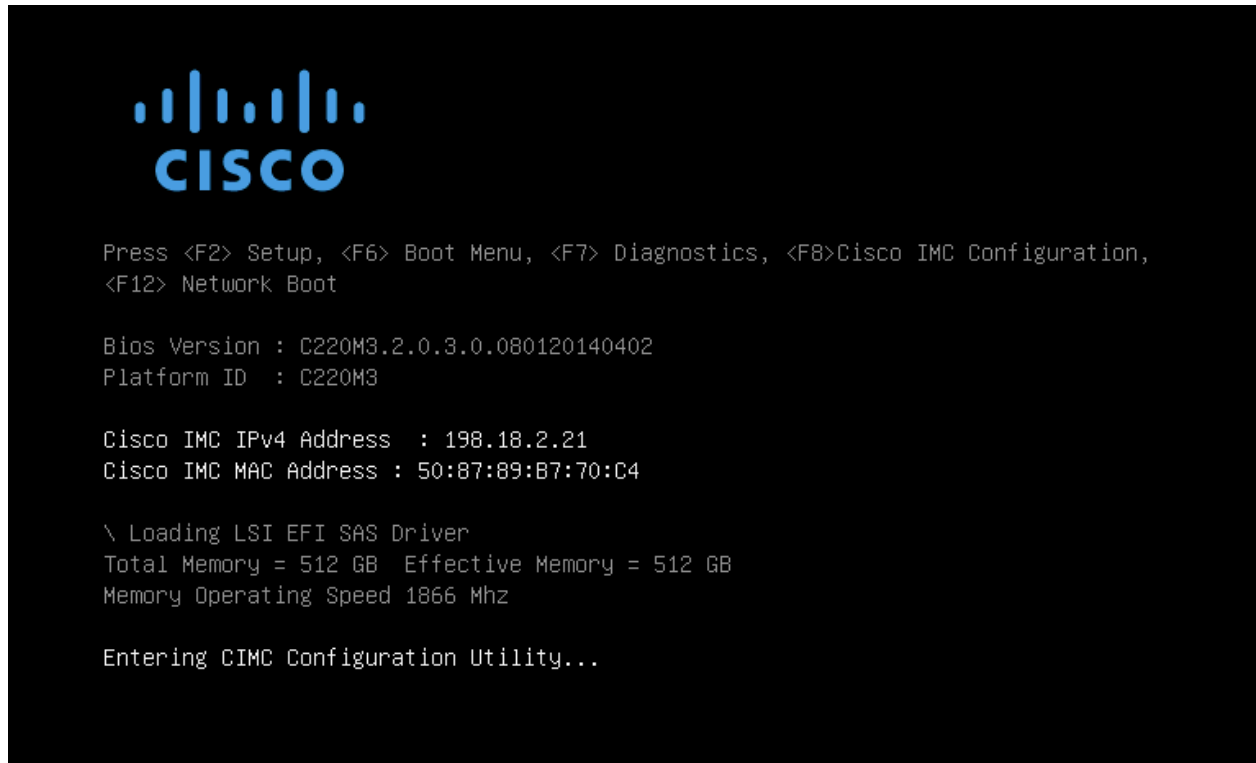 CISCO
Press <F2> Setup, <F6> Boot Menu, <F7> Diagnostics, <F8>Cisco IMC Configuration,
<F12> Network Boot
Bios Version : C220M3.2.0.3.0.080120140402
Platform ID  : C220M3
Cisco IMC IPv4 Address  : 198.18.2.21
Cisco IMC MAC Address : 50:87:89:B7:70:C4
\ Loading LSI EFI SAS Driver
Total Memory = 512 GB  Effective Memory = 512 GB
Memory Operating Speed 1866 Mhz
Entering CIMC Configuration Utility...